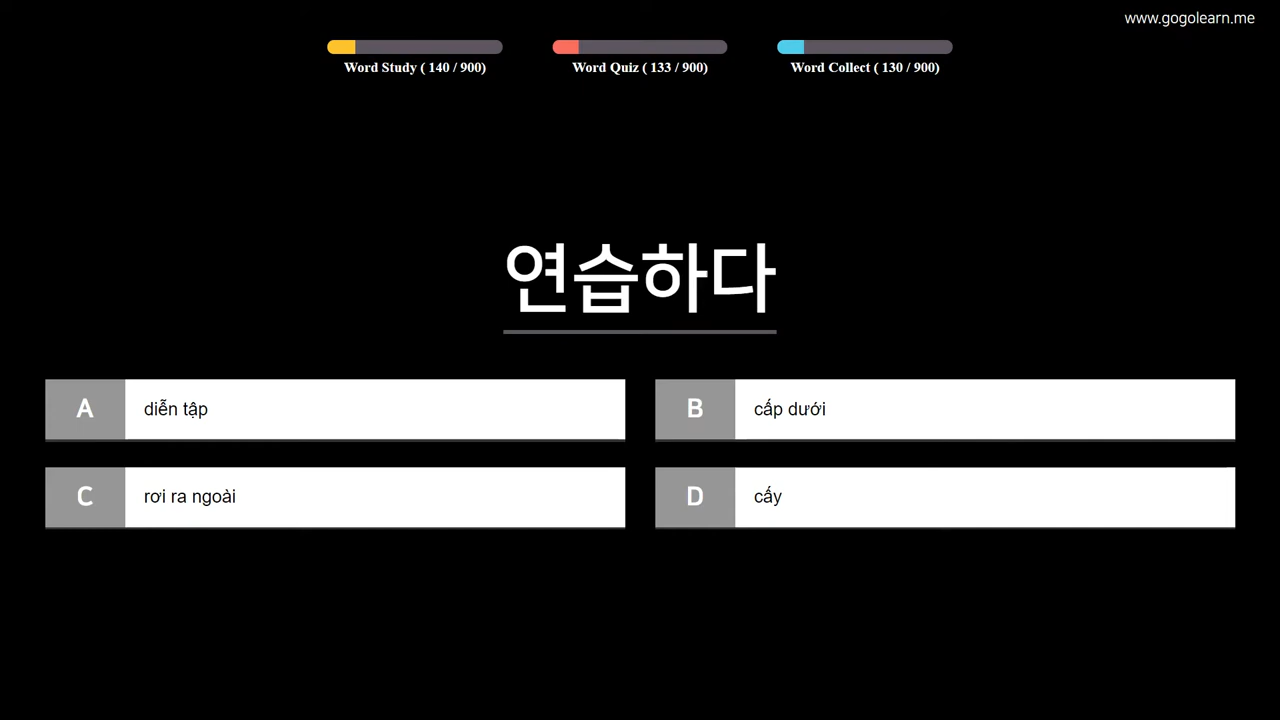 www.gogolearn.me
Word Study ( 140 / 900)
Word Quiz ( 133 / 900)
Word Collect ( 130 / 900)
연습하다
A diễn tập
B cấp dưới
C rơi ra ngoài
D cấy